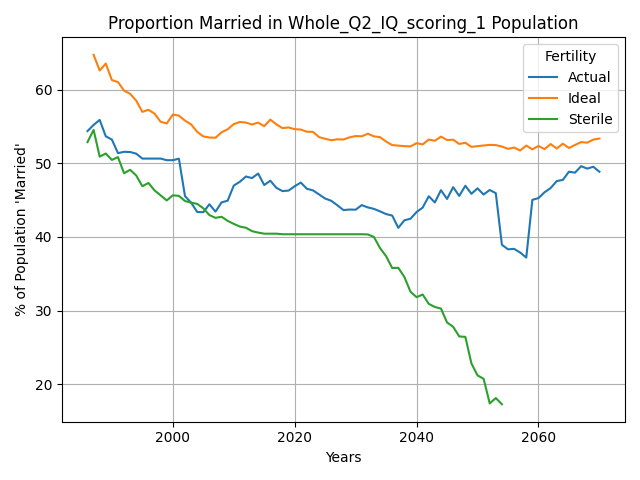 Proportion Married in Whole_Q2_IQ_scoring_1 Population
Fertility
Actual
Ideal
Sterile
% of Population 'Married'
60
50
40
30
20
2000
2020
2040
2060
Years